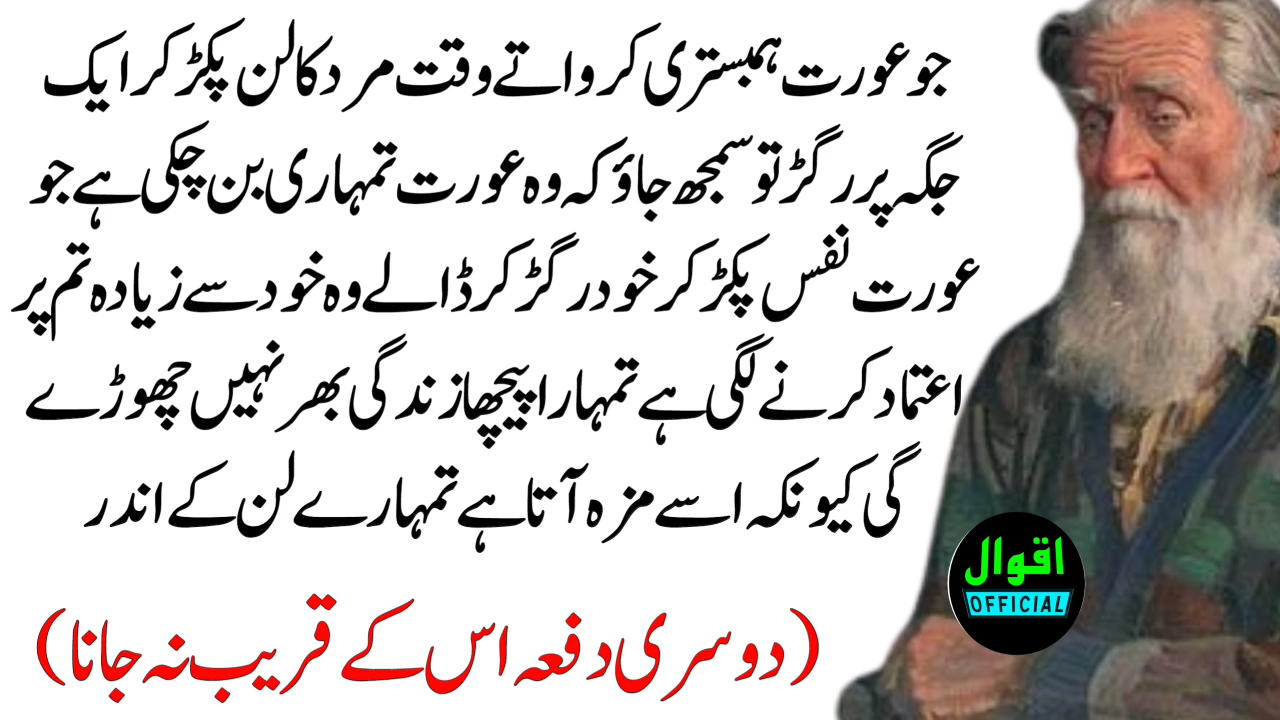 جو عورت ہمبستری کرواتے وقت مرد کا لن پکڑ کر ایک
جگہ پر رگڑ تو سمجھ جاؤ کہ وہ عورت تمہاری بن چکی ہے جو
عورت نفس پکڑ کر خود رگڑ کر ڈالے وہ خود سے زیادہ تم پر
اعتماد کرنے لگی ہے تمہارا پیچھا زندگی بھر نہیں چھوڑے
گی کیونکہ اسے مزہ آتا ہے تمہارے لن کے اندر
(دوسری دفعہ اس کے قریب نہ جانا)
اقوال
OFFICIAL